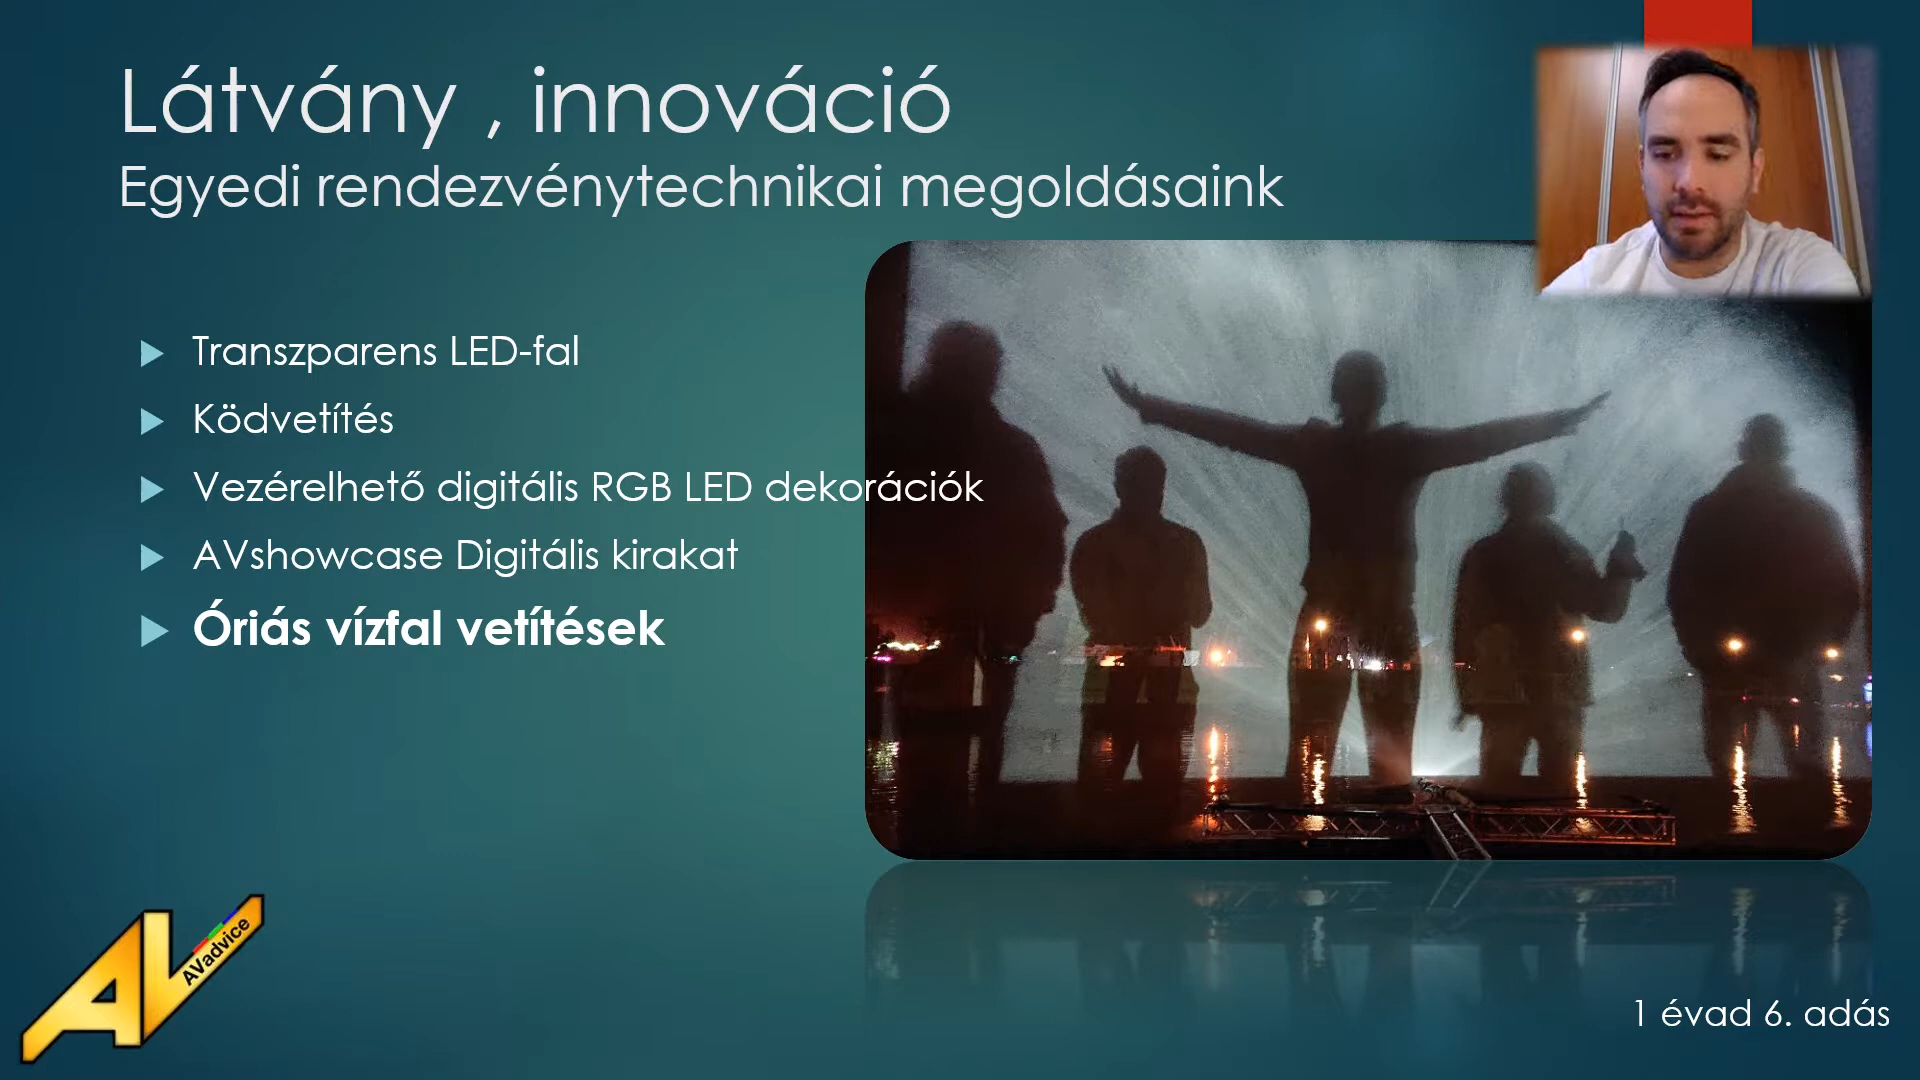 Látvány , innováció
Egyedi rendezvénytechnikai megoldásaink
Transzparens LED-fal
Ködvetítés
Vezérelhető digitális RGB LED dekorációk
AVshowcase Digitális kirakat
Óriás vízfal vetítések
AV
AVadvice
1 évad 6. adás